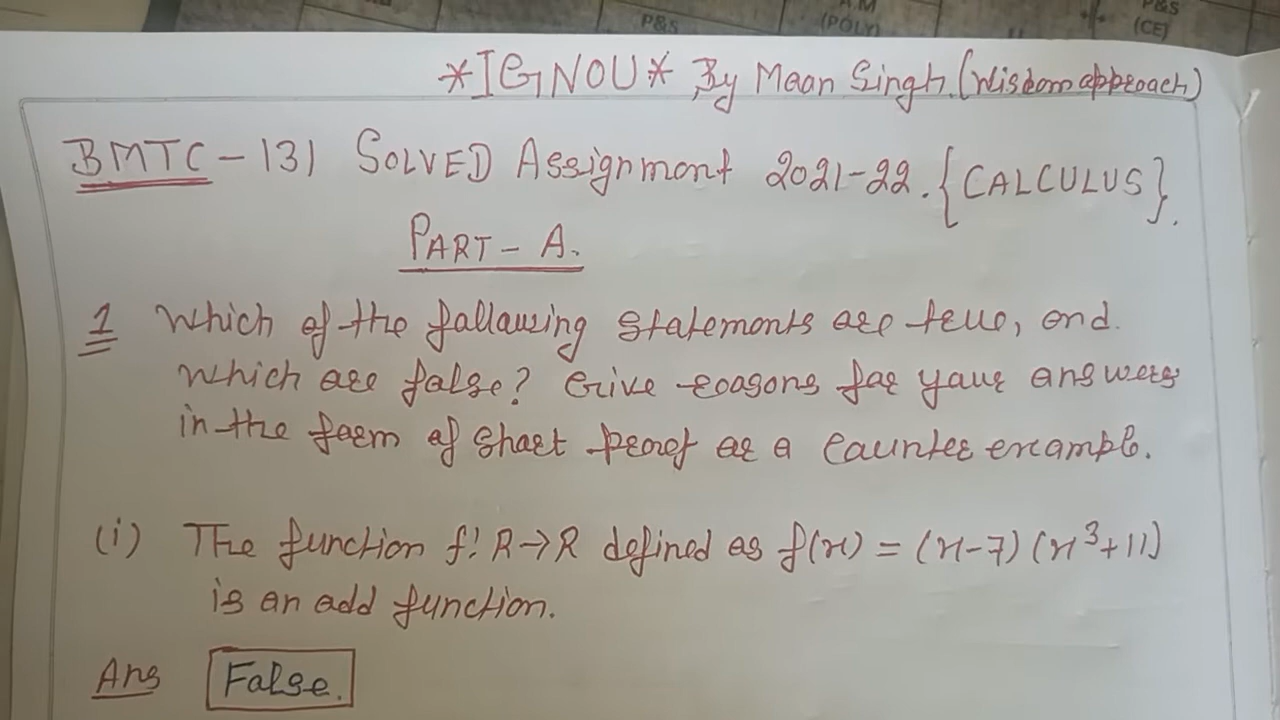 P&S
A.M
(POLY)
P&S
(CE)
*IGNOU* By Maan Singh.(Wisdom approach)
BMTC-131 SOLVED Assignment 2021-22.{CALCULUS}.
PART-A.
1 Which of the following statements are true, and.
which are false? Give reasons for your answers
in the form of short proof or a counter example.
(i) The function f: R→R defined as f(x) = (x-7) (x³+11)
is an odd function.
Ans False.